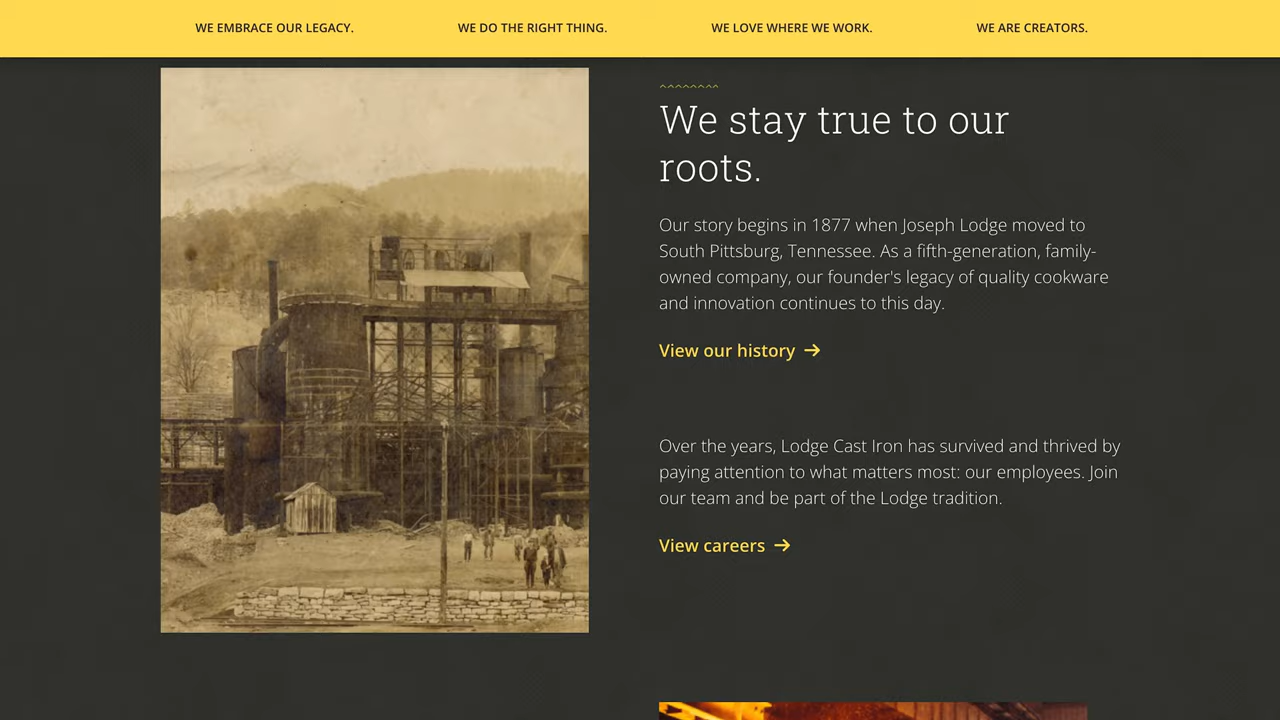 WE EMBRACE OUR LEGACY.
WE DO THE RIGHT THING.
WE LOVE WHERE WE WORK.
WE ARE CREATORS.
We stay true to our
roots.
Our story begins in 1877 when Joseph Lodge moved to
South Pittsburg, Tennessee. As a fifth-generation, family-
owned company, our founder's legacy of quality cookware
and innovation continues to this day.
View our history →
Over the years, Lodge Cast Iron has survived and thrived by
paying attention to what matters most: our employees. Join
our team and be part of the Lodge tradition.
View careers →